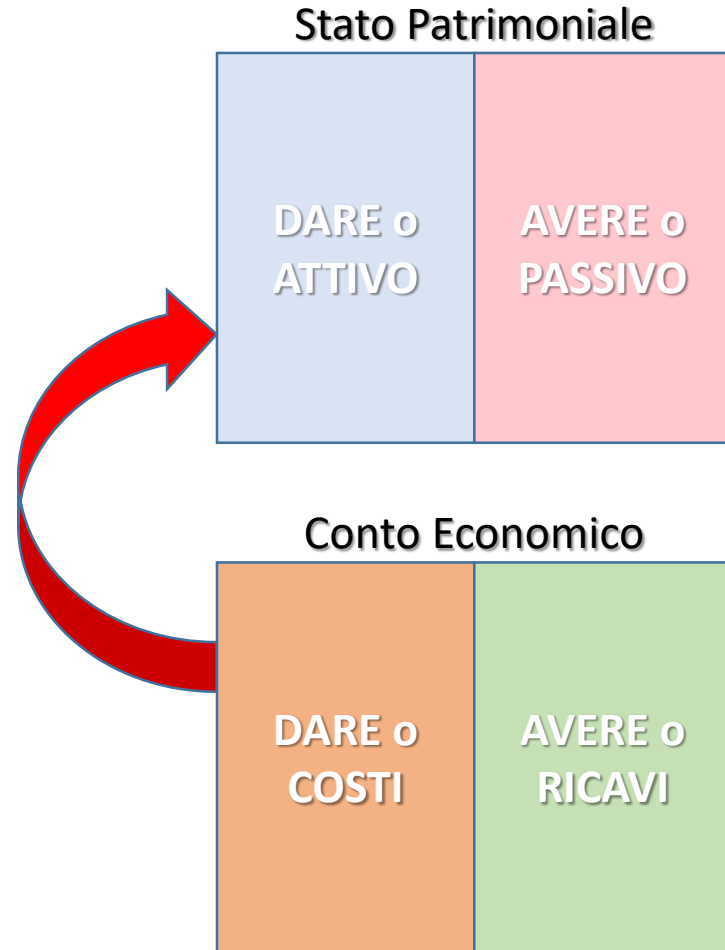 Stato Patrimoniale
DARE o
ATTIVO
AVERE o
PASSIVO
Conto Economico
DARE o
COSTI
AVERE o
RICAVI